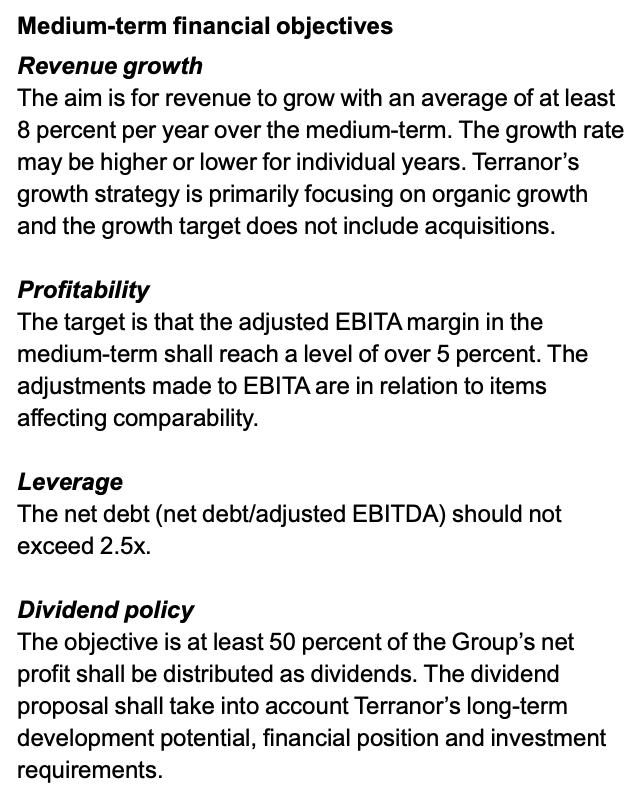 Medium-term financial objectives
Revenue growth
The aim is for revenue to grow with an average of at least
8 percent per year over the medium-term. The growth rate
may be higher or lower for individual years. Terranor’s
growth strategy is primarily focusing on organic growth
and the growth target does not include acquisitions.
Profitability
The target is that the adjusted EBITA margin in the
medium-term shall reach a level of over 5 percent. The
adjustments made to EBITA are in relation to items
affecting comparability.
Leverage
The net debt (net debt/adjusted EBITDA) should not
exceed 2.5x.
Dividend policy
The objective is at least 50 percent of the Group’s net
profit shall be distributed as dividends. The dividend
proposal shall take into account Terranor’s long-term
development potential, financial position and investment
requirements.